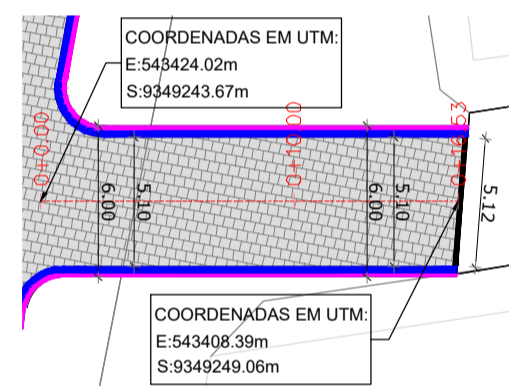 COORDENADAS EM UTM:
E:543424.02m
S:9349243.67m
0+0.00
0+10.00
0+16.53
6.00
5.10
6.00
5.10
5.12
COORDENADAS EM UTM:
E:543408.39m
S:9349249.06m